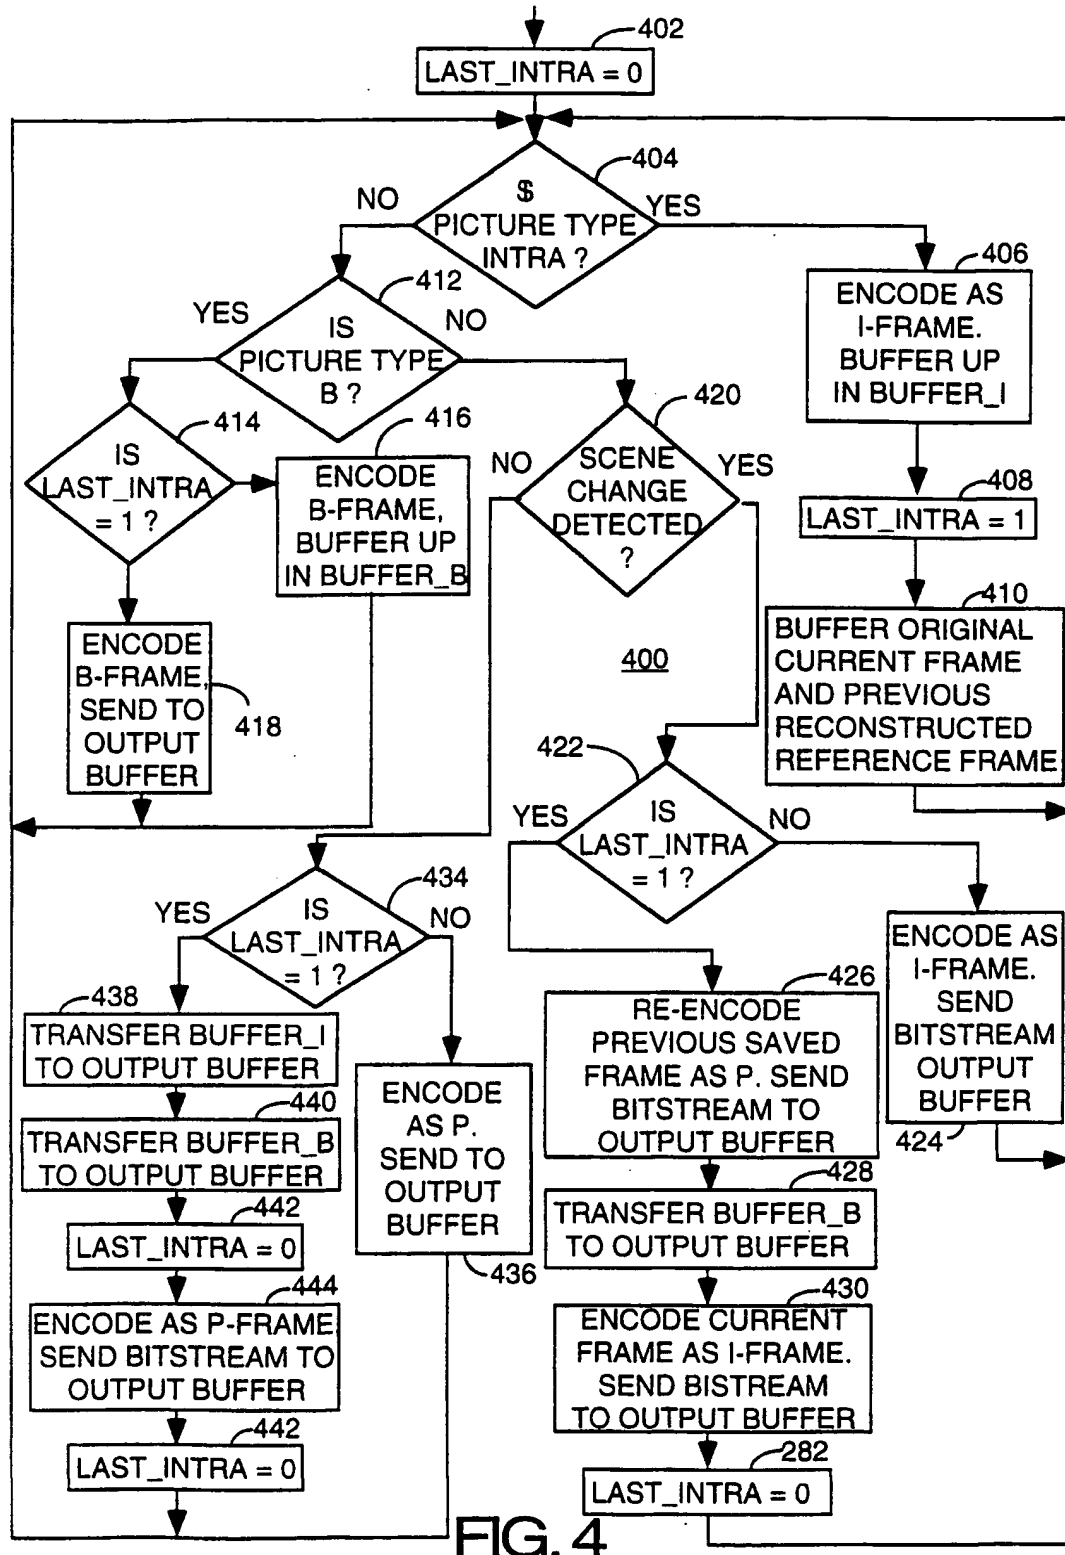 402
LAST_INTRA = 0
404
$
PICTURE TYPE
INTRA ?
NO
YES
406
ENCODE AS
I-FRAME.
BUFFER UP
IN BUFFER_I
412
YES
NO
IS
PICTURE TYPE
B ?
414
IS
LAST_INTRA
= 1 ?
416
ENCODE
B-FRAME,
BUFFER UP
IN BUFFER_B
420
NO
YES
SCENE
CHANGE
DETECTED
?
408
LAST_INTRA = 1
410
BUFFER ORIGINAL
CURRENT FRAME
AND PREVIOUS
RECONSTRUCTED
REFERENCE FRAME
ENCODE
B-FRAME,
SEND TO
OUTPUT
BUFFER
418
400
422
YES
NO
IS
LAST_INTRA
= 1 ?
434
YES
NO
IS
LAST_INTRA
= 1 ?
ENCODE AS
I-FRAME.
SEND
BITSTREAM
OUTPUT
BUFFER
424
426
RE-ENCODE
PREVIOUS SAVED
FRAME AS P. SEND
BITSTREAM TO
OUTPUT BUFFER
438
TRANSFER BUFFER_I
TO OUTPUT BUFFER
440
TRANSFER BUFFER_B
TO OUTPUT BUFFER
442
LAST_INTRA = 0
ENCODE
AS P.
SEND TO
OUTPUT
BUFFER
436
428
TRANSFER BUFFER_B
TO OUTPUT BUFFER
444
ENCODE AS P-FRAME
SEND BITSTREAM TO
OUTPUT BUFFER
430
ENCODE CURRENT
FRAME AS I-FRAME.
SEND BISTREAM
TO OUTPUT BUFFER
442
LAST_INTRA = 0
282
LAST_INTRA = 0
FIG. 4